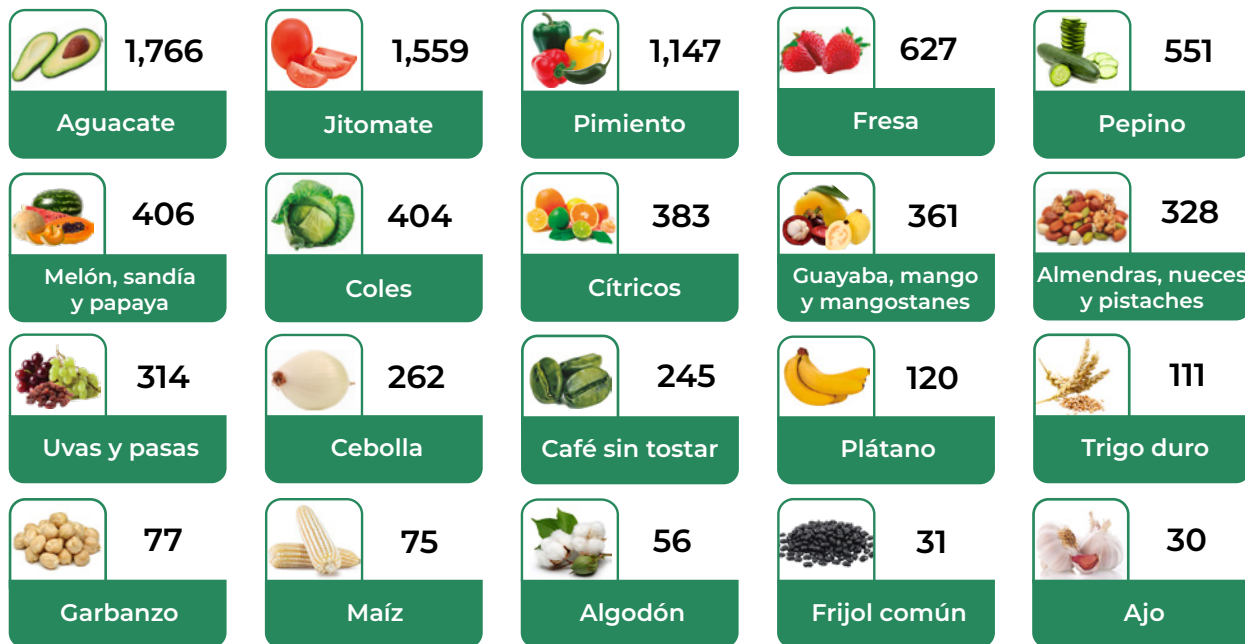 1,766
Aguacate
1,559
Jitomate
1,147
Pimiento
627
Fresa
551
Pepino
406
Melón, sandía
y papaya
404
Coles
383
Cítricos
361
Guayaba, mango
y mangostanes
328
Almendras, nueces
y pistaches
314
Uvas y pasas
262
Cebolla
245
Café sin tostar
120
Plátano
111
Trigo duro
77
Garbanzo
75
Maíz
56
Algodón
31
Frijol común
30
Ajo